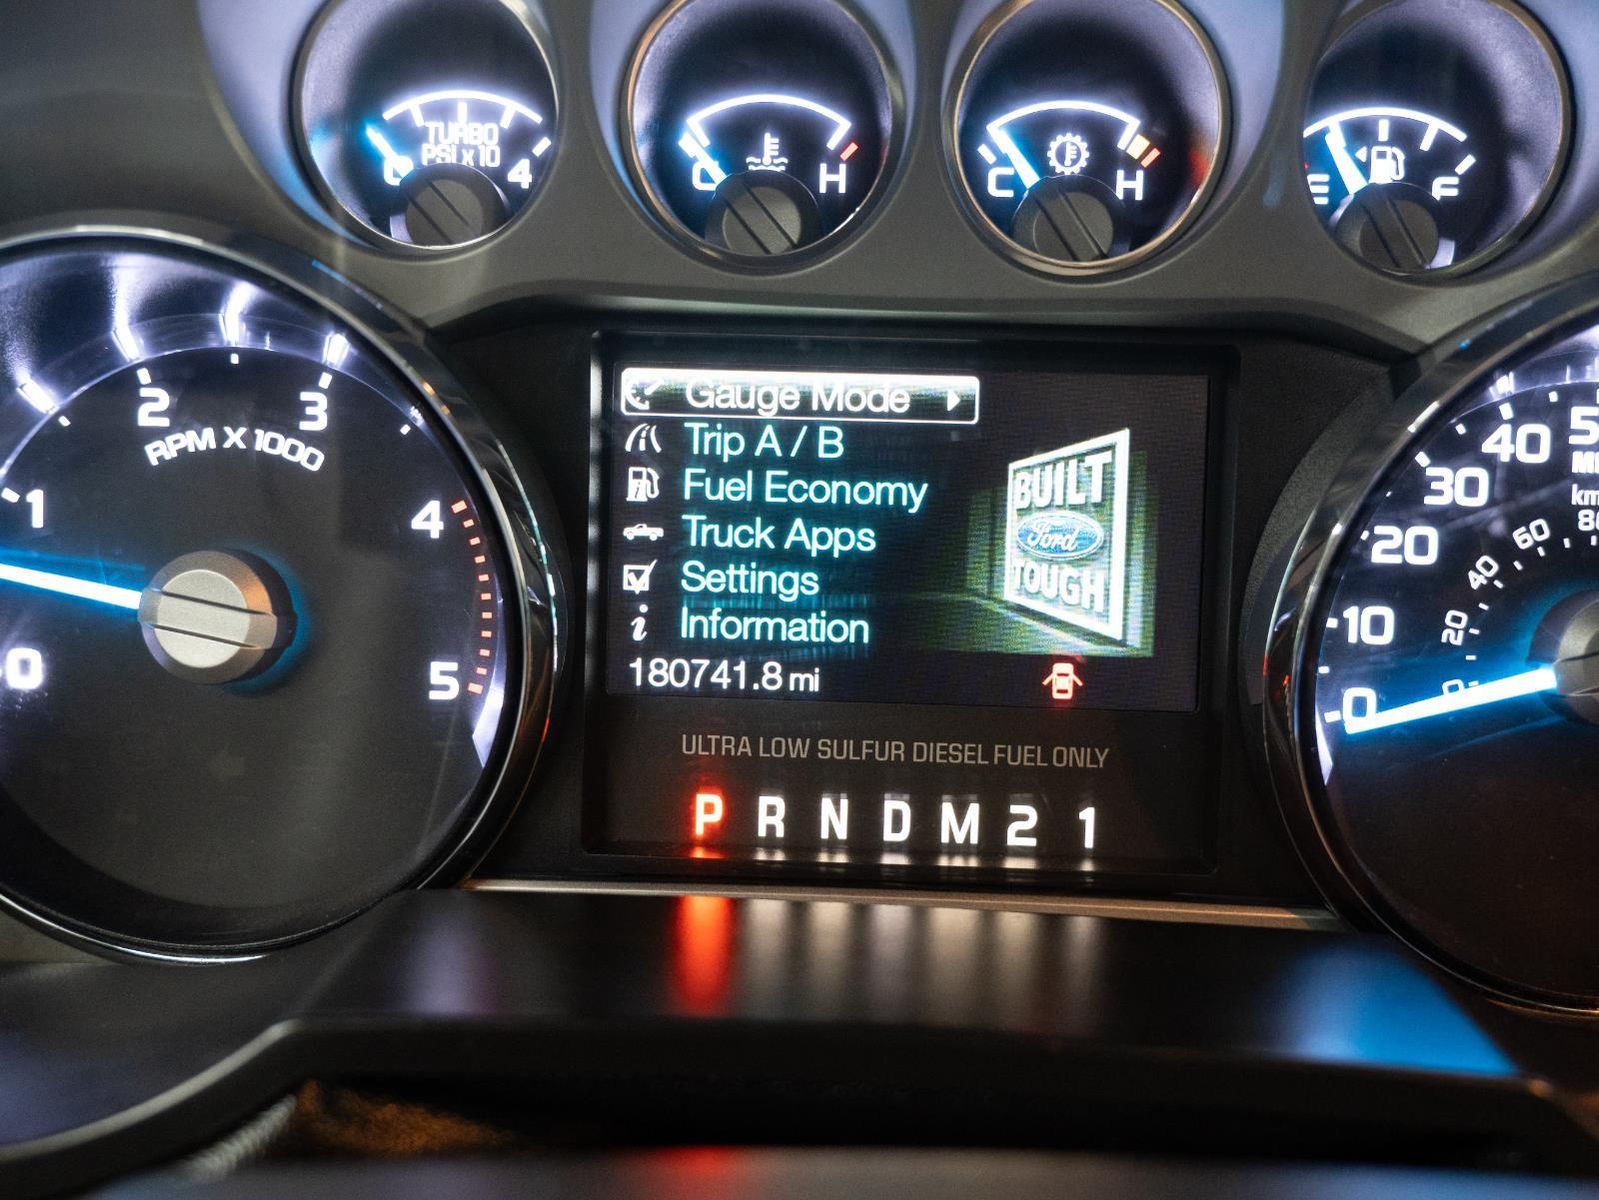 TURBO
PSI x 10
4
C
H
C
H
E
F
0
1
2
3
4
5
RPM X 1000
Gauge Mode
Trip A / B
Fuel Economy
Truck Apps
Settings
Information
180741.8 mi
BUILT
Ford
TOUGH
ULTRA LOW SULFUR DIESEL FUEL ONLY
P R N D M 2 1
0
10
20
30
40
0
20
40
60